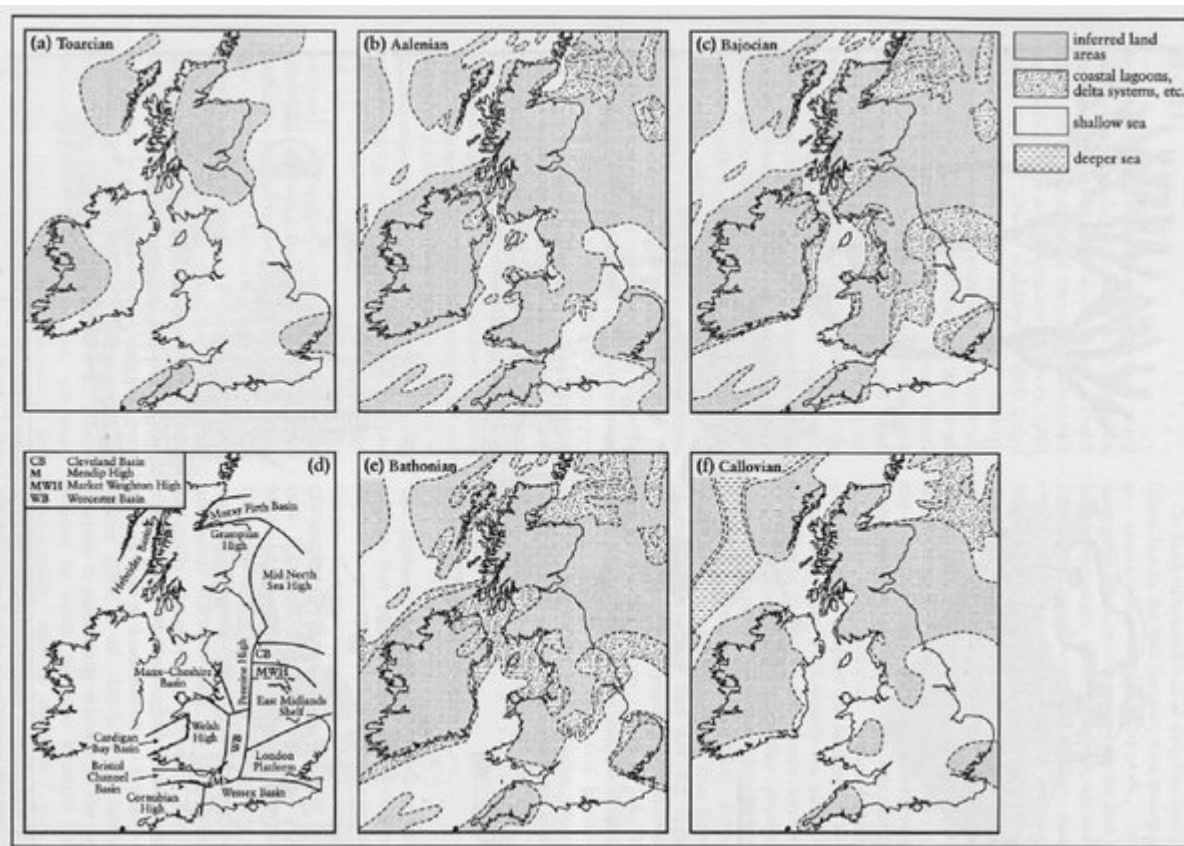 (a) Toarcian
(b) Aalenian
(c) Bajocian
inferred land
areas
coastal lagoons,
delta systems, etc.
shallow sea
deeper sea
CB Cleveland Basin
M Mendip High
MWH Market Weighton High
WB Worcester Basin
(d)
Moray Firth Basin
Grampian
High
Hebrides Basin
Mid North
Sea High
CB
MWH
Pennine High
Manx–Cheshire
Basin
East Midlands
Shelf
Welsh
High
WB
Cardigan
Bay Basin
London
Platform
Bristol
Channel
Basin
M
Wessex Basin
Cornubian
High
(e) Bathonian
(f) Callovian